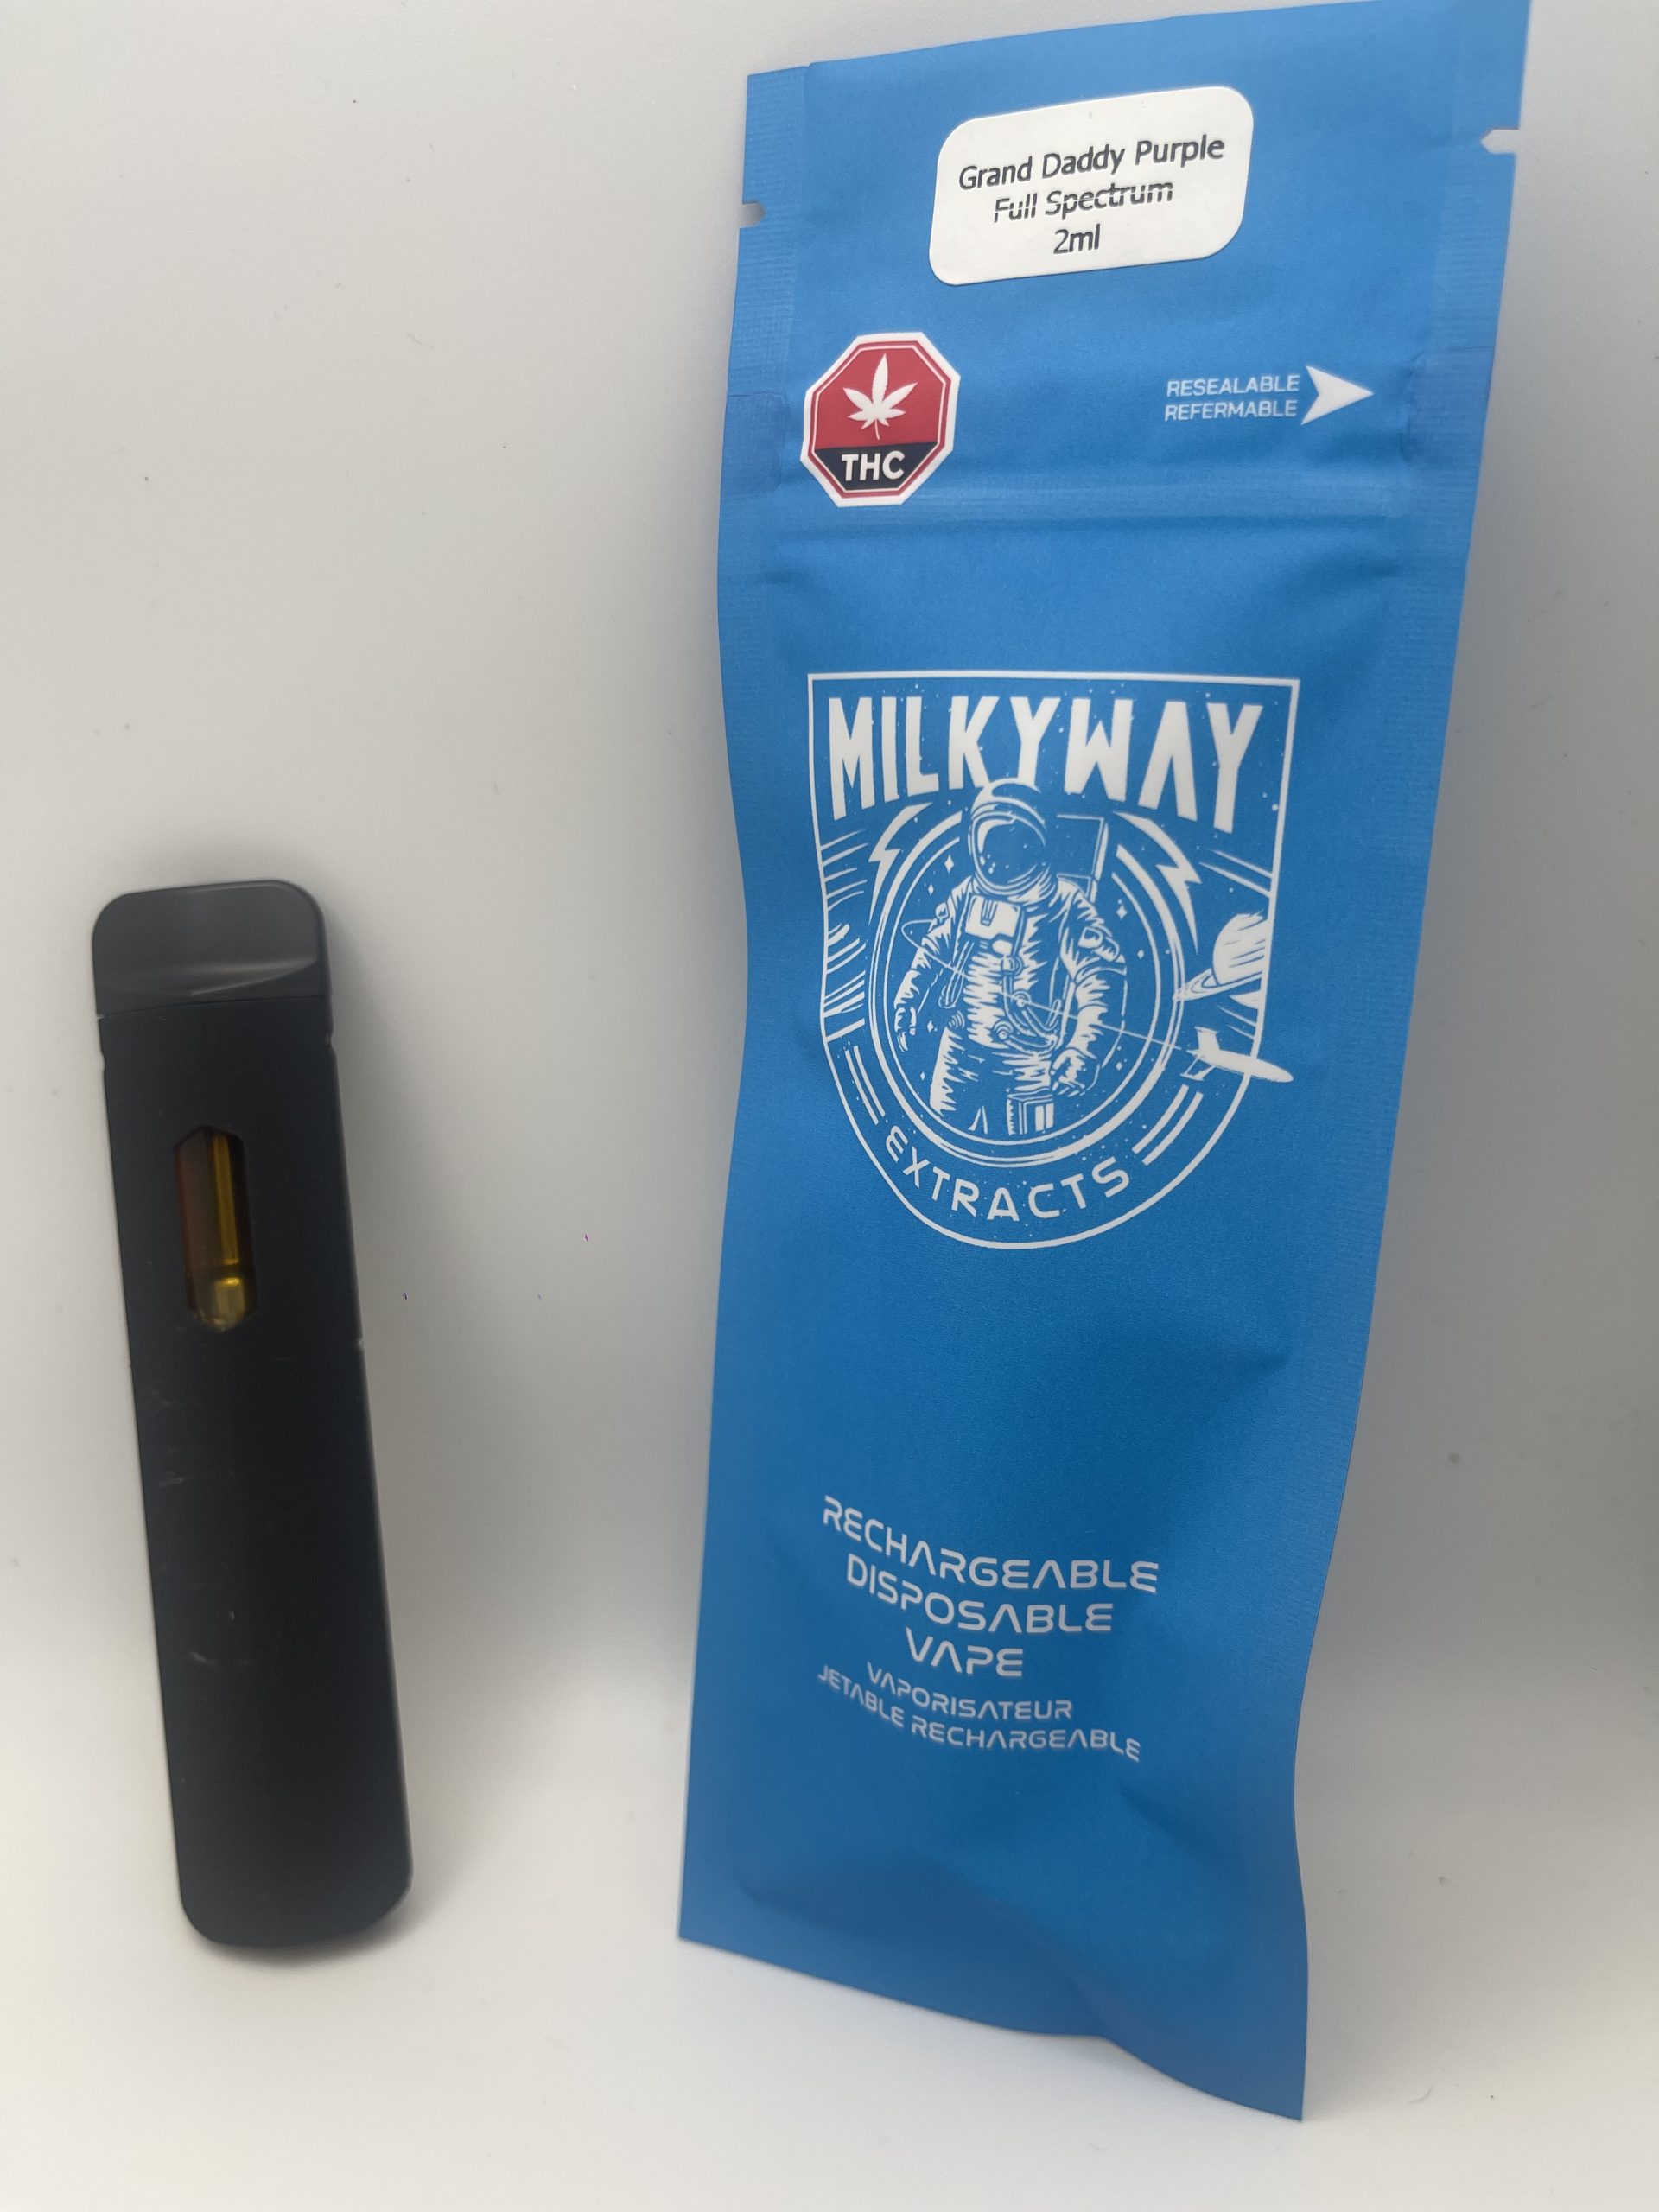 Grand Daddy Purple
Full Spectrum
2ml
THC
RESEALABLE
REFERMABLE
MILKYWAY
EXTRACTS
RECHARGEABLE
DISPOSABLE
VAPE
VAPORISATEUR
JETABLE RECHARGEABLE